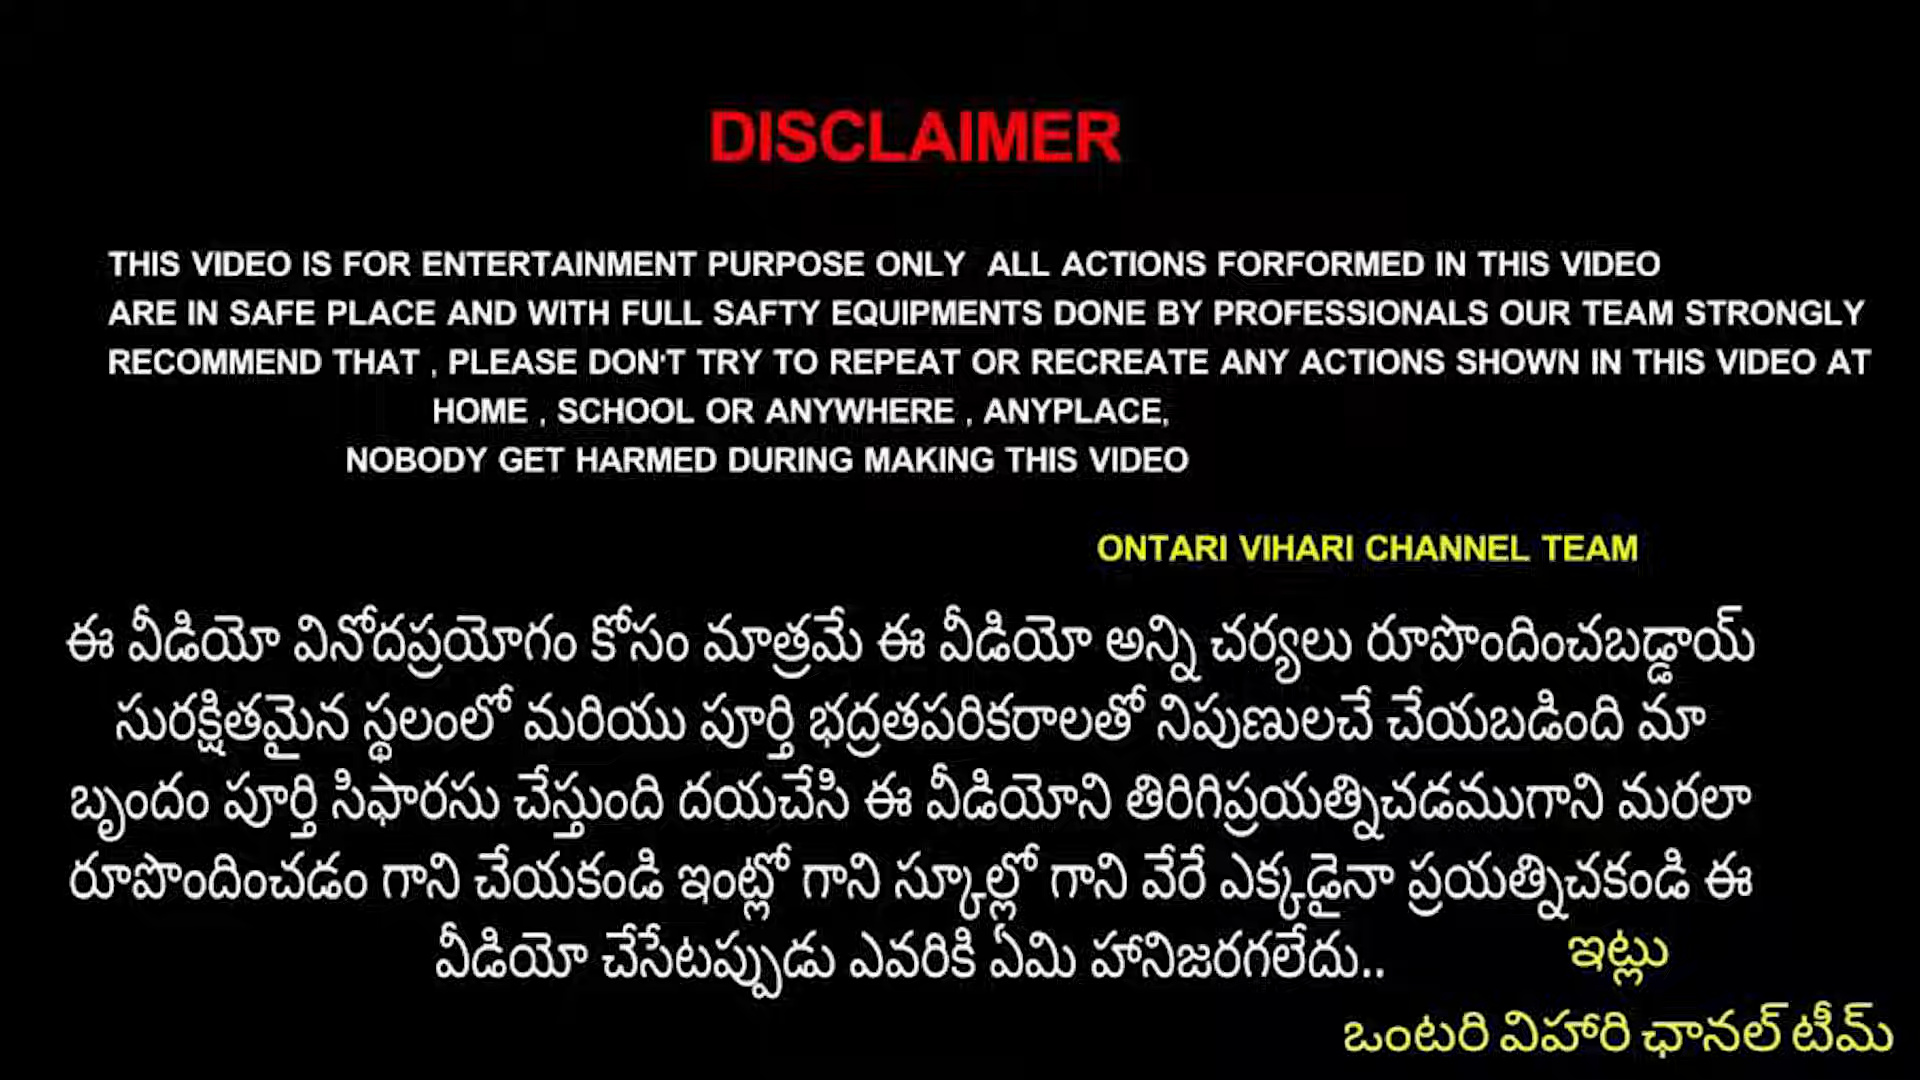 DISCLAIMER
THIS VIDEO IS FOR ENTERTAINMENT PURPOSE ONLY ALL ACTIONS FORFORMED IN THIS VIDEO
ARE IN SAFE PLACE AND WITH FULL SAFTY EQUIPMENTS DONE BY PROFESSIONALS OUR TEAM STRONGLY
RECOMMEND THAT , PLEASE DON'T TRY TO REPEAT OR RECREATE ANY ACTIONS SHOWN IN THIS VIDEO AT
HOME , SCHOOL OR ANYWHERE , ANYPLACE,
NOBODY GET HARMED DURING MAKING THIS VIDEO
ONTARI VIHARI CHANNEL TEAM
ఈ వీడియో వినోదప్రయోగం కోసం మాత్రమే ఈ వీడియో అన్ని చర్యలు రూపొందించబడ్డాయ్
సురక్షితమైన స్థలంలో మరియు పూర్తి భద్రతపరికరాలతో నిపుణులచే చేయబడింది మా
బృందం పూర్తి సిఫారసు చేస్తుంది దయచేసి ఈ వీడియోని తిరిగిప్రయత్నిచడముగాని మరలా
రూపొందించడం గాని చేయకండి ఇంట్లో గాని స్కూల్లో గాని వేరే ఎక్కడైనా ప్రయత్నిచకండి ఈ
వీడియో చేసేటప్పుడు ఎవరికి ఏమి హానిజరగలేదు..
ఇట్లు
ఒంటరి విహారి ఛానల్ టీమ్